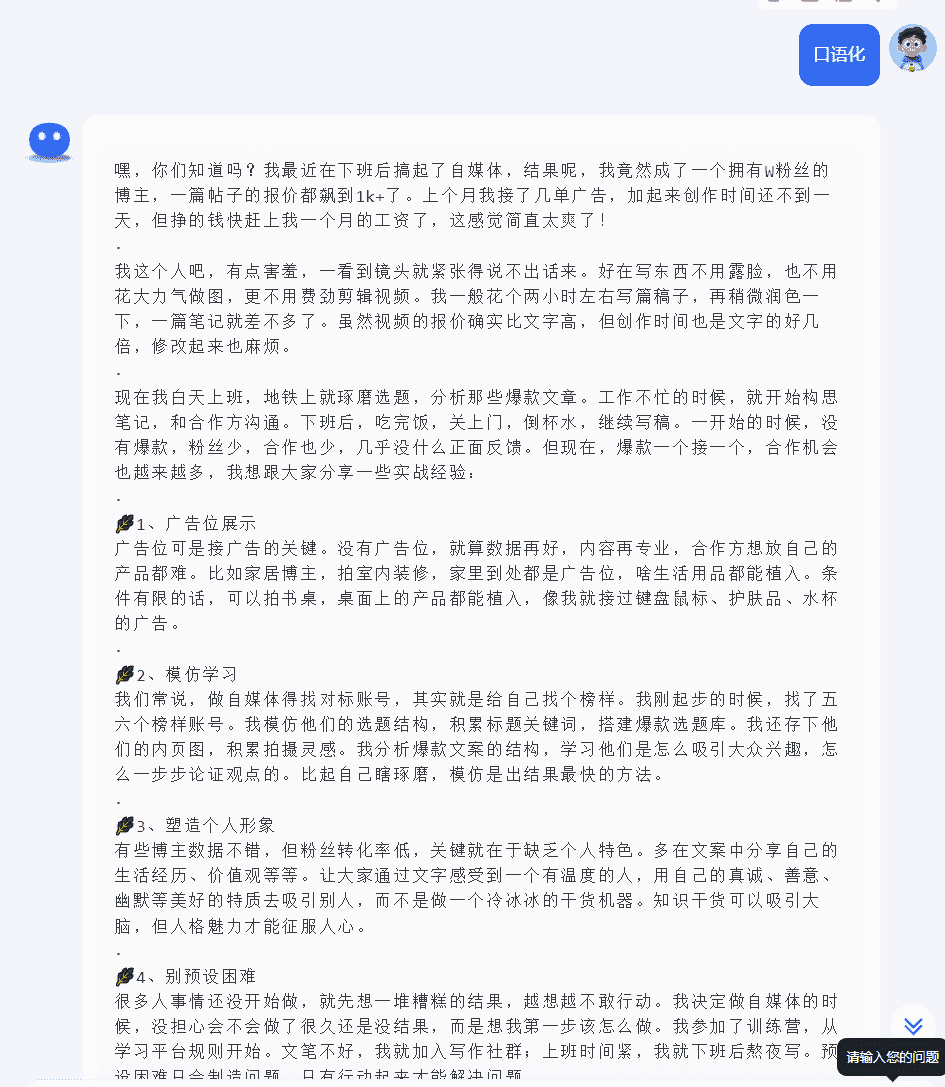 口语化
嘿，你们知道吗？我最近在下班后搞起了自媒体，结果呢，我竟然成了一个拥有W粉丝的
博主，一篇帖子的报价都飙到1k+了。上个月我接了几单广告，加起来创作时间还不到一
天，但挣的钱快赶上我一个月的工资了，这感觉简直太爽了！
.
我这个人吧，有点害羞，一看到镜头就紧张得说不出话来。好在写东西不用露脸，也不用
花大力气做图，更不用费劲剪辑视频。我一般花个两小时左右写篇稿子，再稍微润色一
下，一篇笔记就差不多了。虽然视频的报价确实比文字高，但创作时间也是文字的好几
倍，修改起来也麻烦。
.
现在我白天上班，地铁上就琢磨选题，分析那些爆款文章。工作不忙的时候，就开始构思
笔记，和合作方沟通。下班后，吃完饭，关上门，倒杯水，继续写稿。一开始的时候，没
有爆款，粉丝少，合作也少，几乎没什么正面反馈。但现在，爆款一个接一个，合作机会
也越来越多，我想跟大家分享一些实战经验：
.
1、广告位展示
广告位可是接广告的关键。没有广告位，就算数据再好，内容再专业，合作方想放自己的
产品都难。比如家居博主，拍室内装修，家里到处都是广告位，啥生活用品都能植入。条
件有限的话，可以拍书桌，桌面上的产品都能植入，像我就接过键盘鼠标、护肤品、水杯
的广告。
.
2、模仿学习
我们常说，做自媒体得找对标账号，其实就是给自己找个榜样。我刚起步的时候，找了五
六个榜样账号。我模仿他们的选题结构，积累标题关键词，搭建爆款选题库。我还存下他
们的内页图，积累拍摄灵感。我分析爆款文案的结构，学习他们是怎么吸引大众兴趣，怎
么一步步论证观点的。比起自己瞎琢磨，模仿是出结果最快的方法。
.
3、塑造个人形象
有些博主数据不错，但粉丝转化率低，关键就在于缺乏个人特色。多在文案中分享自己的
生活经历、价值观等等。让大家通过文字感受到一个有温度的人，用自己的真诚、善意、
幽默等美好的特质去吸引别人，而不是做一个冷冰冰的干货机器。知识干货可以吸引大
脑，但人格魅力才能征服人心。
.
4、别预设困难
很多人事情还没开始做，就先想一堆糟糕的结果，越想越不敢行动。我决定做自媒体的时
候，没担心会不会做了很久还是没结果，而是想我第一步该怎么做。我参加了训练营，从
学习平台规则开始。文笔不好，我就加入写作社群；上班时间紧，我就下班后熬夜写。预
设困难只会制造问题，只有行动起来才能解决问题
请输入您的问题